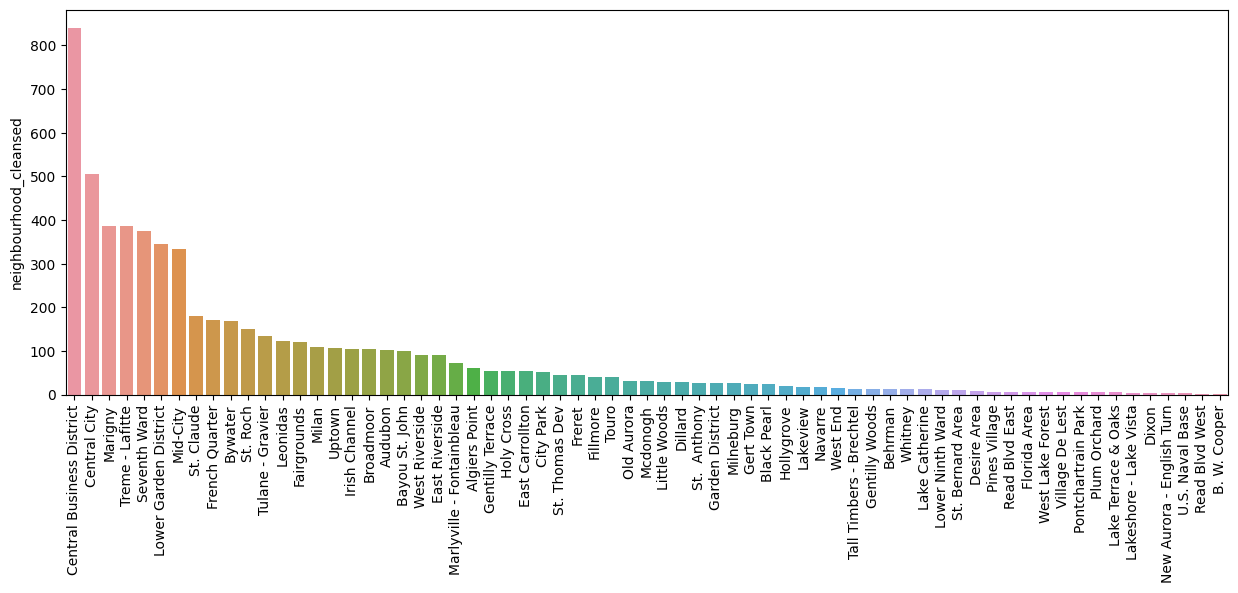 neighbourhood_cleansed
800
700
600
500
400
300
200
100
0
Central Business District
Central City
Marigny
Treme - Lafitte
Seventh Ward
Lower Garden District
Mid-City
St. Claude
French Quarter
Bywater
St. Roch
Tulane - Gravier
Leonidas
Fairgrounds
Milan
Uptown
Irish Channel
Broadmoor
Audubon
Bayou St. John
West Riverside
East Riverside
Marlyville - Fontainbleau
Algiers Point
Gentilly Terrace
Holy Cross
East Carrollton
City Park
St. Thomas Dev
Freret
Fillmore
Touro
Old Aurora
Mcdonogh
Little Woods
Dillard
St.  Anthony
Garden District
Milneburg
Gert Town
Black Pearl
Hollygrove
Lakeview
Navarre
West End
Tall Timbers - Brechtel
Gentilly Woods
Behrman
Whitney
Lake Catherine
Lower Ninth Ward
St. Bernard Area
Desire Area
Pines Village
Read Blvd East
Florida Area
West Lake Forest
Village De Lest
Pontchartrain Park
Plum Orchard
Lake Terrace & Oaks
Lakeshore - Lake Vista
Dixon
New Aurora - English Turn
U.S. Naval Base
Read Blvd West
B. W. Cooper